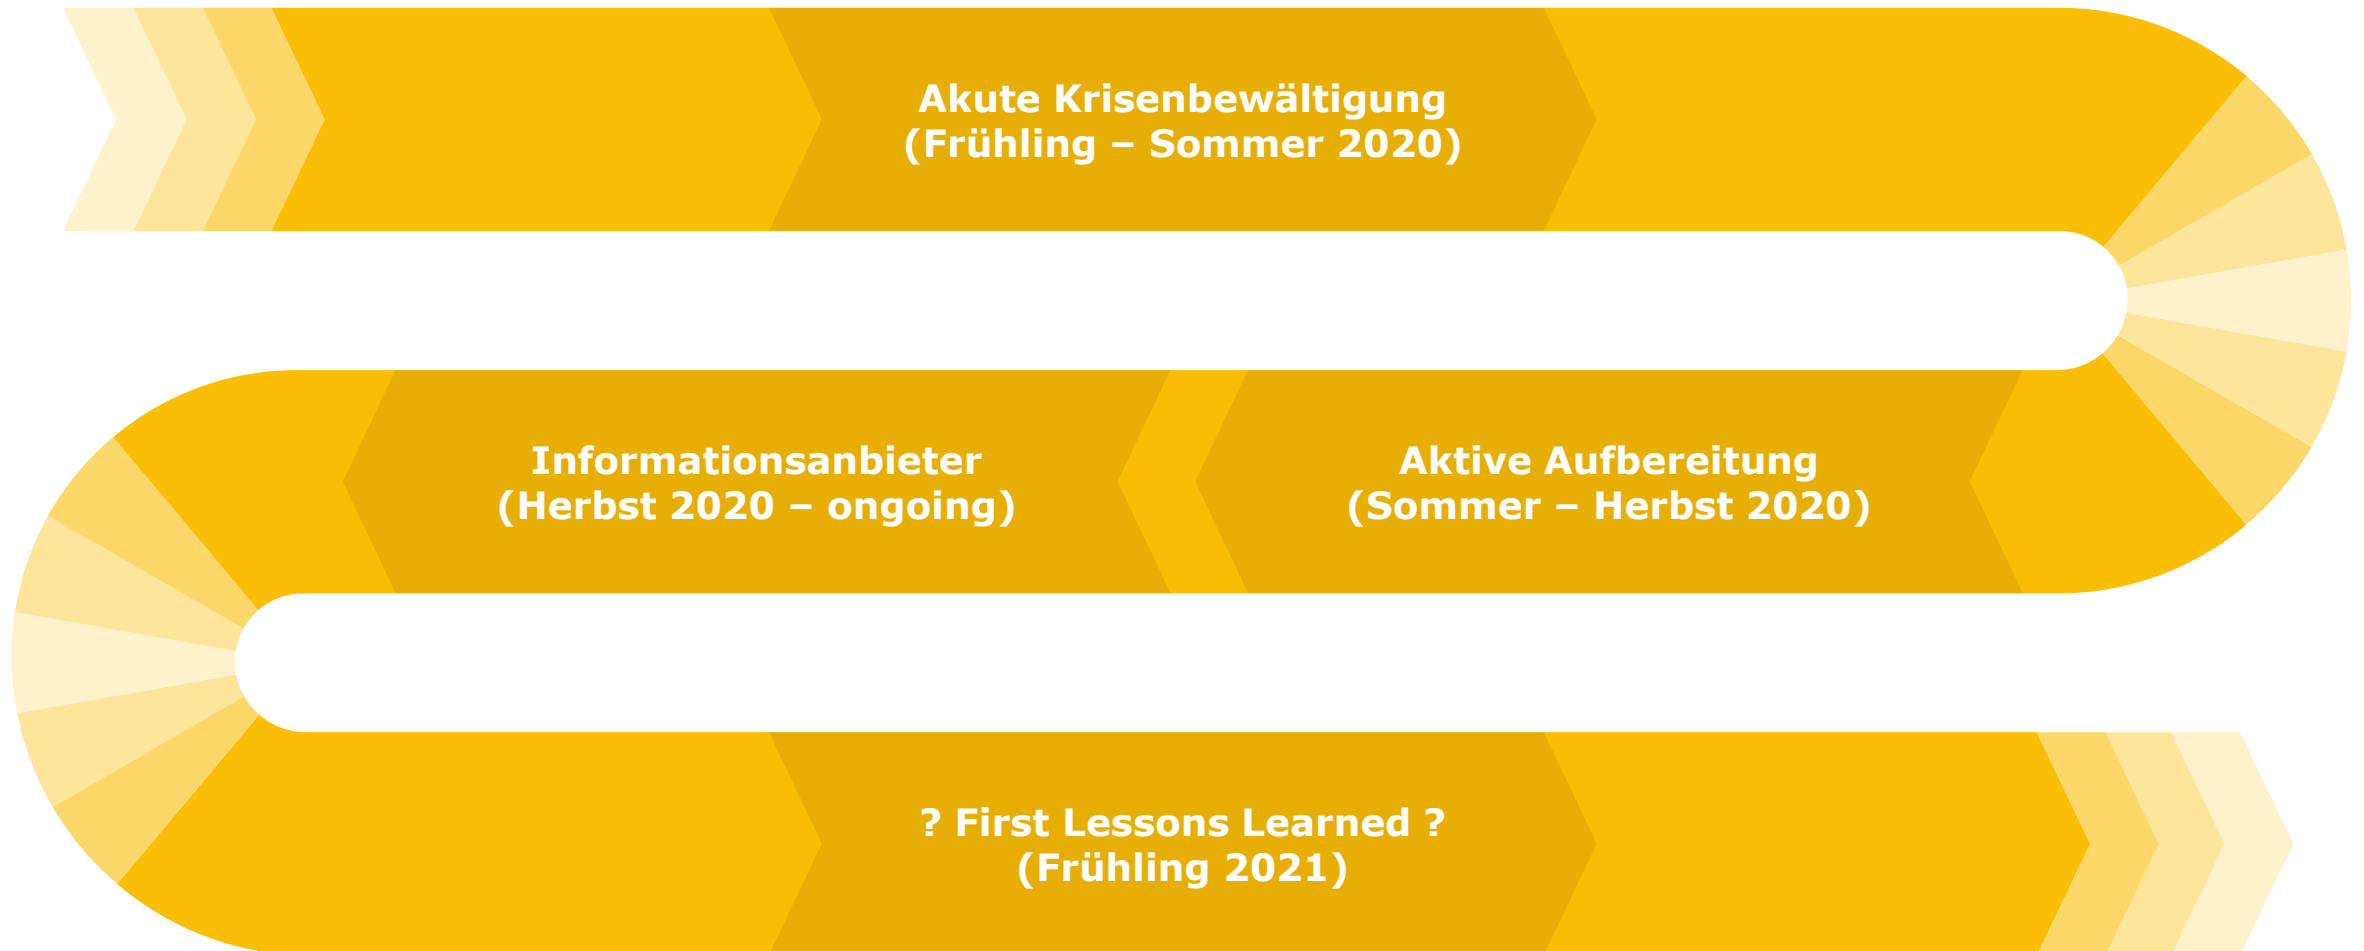 Akute Krisenbewältigung
(Frühling – Sommer 2020)
Aktive Aufbereitung
(Sommer – Herbst 2020)
Informationsanbieter
(Herbst 2020 – ongoing)
? First Lessons Learned ?
(Frühling 2021)